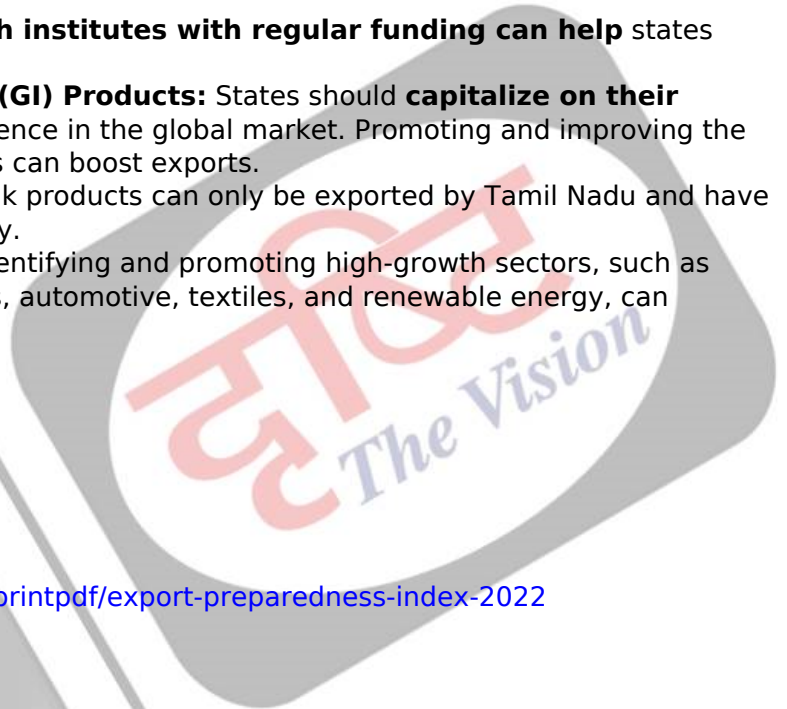 h institutes with regular funding can help states
(GI) Products: States should capitalize on their
ence in the global market. Promoting and improving the
s can boost exports.
k products can only be exported by Tamil Nadu and have
y.
entifying and promoting high-growth sectors, such as
s, automotive, textiles, and renewable energy, can
दृष्टि
The Vision
printpdf/export-preparedness-index-2022